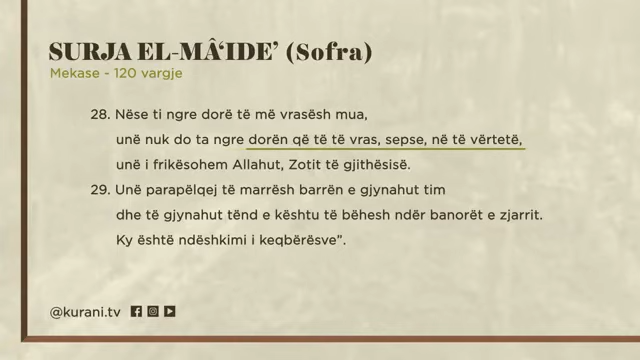 SURJA EL-MÂ‘IDE’ (Sofra)
Mekase - 120 vargje
28. Nëse ti ngre dorë të më vrasësh mua,
unë nuk do ta ngre dorën që të të vras, sepse, në të vërtetë,
unë i frikësohem Allahut, Zotit të gjithësisë.
29. Unë parapëlqej të marrësh barrën e gjynahut tim
dhe të gjynahut tënd e kështu të bëhesh ndër banorët e zjarrit.
Ky është ndëshkimi i keqbërësve”.
@kurani.tv